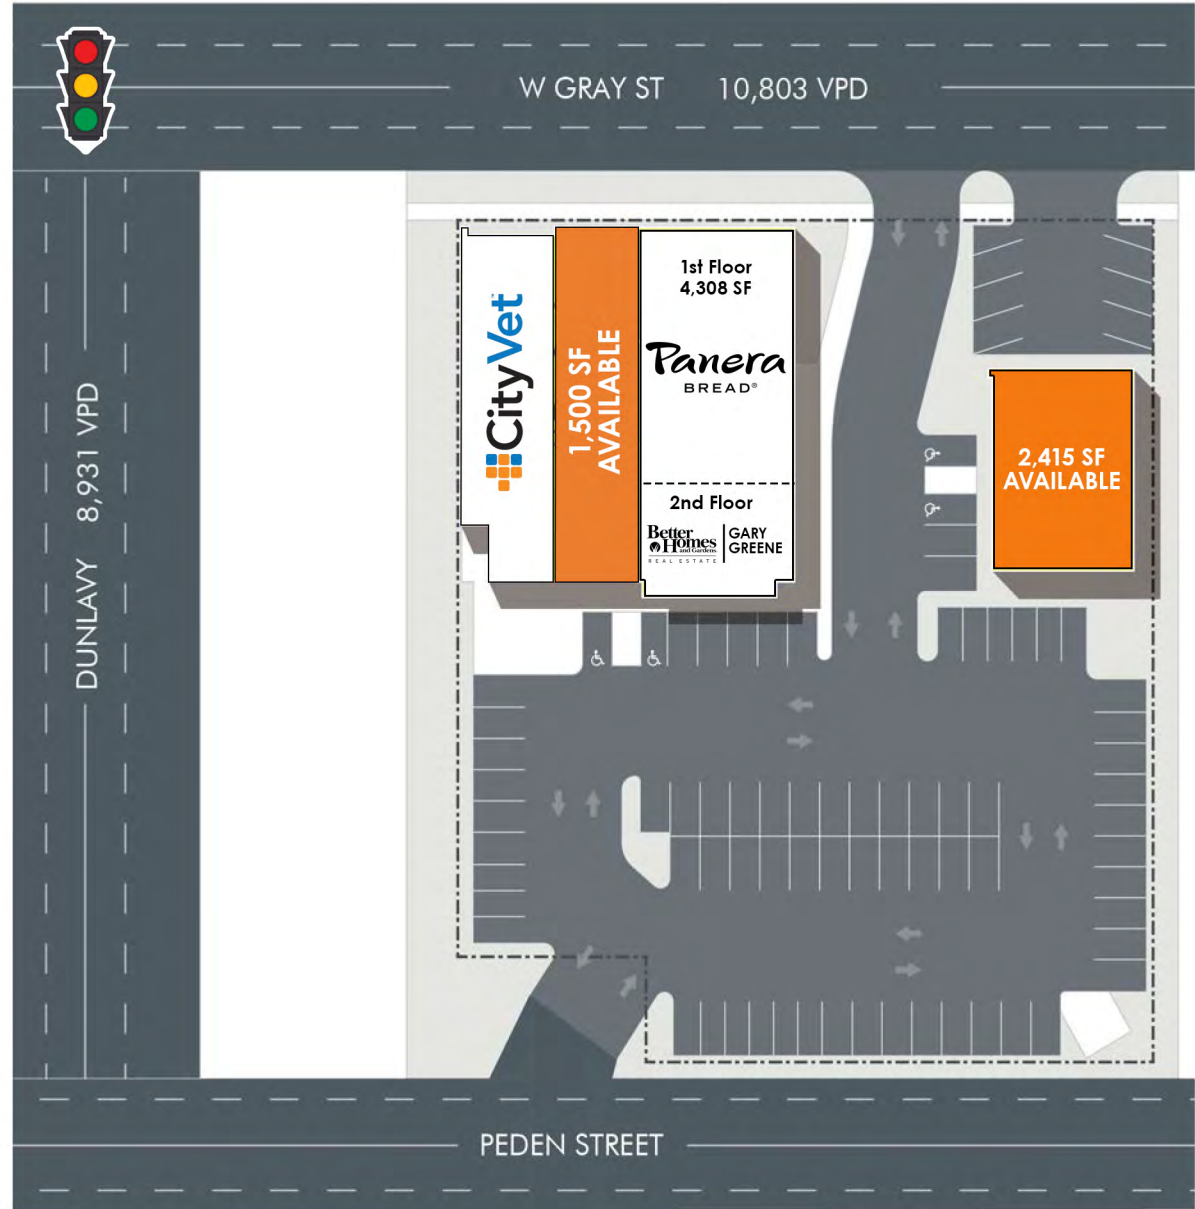 W GRAY ST 10,803 VPD
DUNLAVY 8,931 VPD
CityVet
1,500 SF
AVAILABLE
1st Floor
4,308 SF
Panera
BREAD®
2nd Floor
Better
Homes
and Gardens
REAL ESTATE
GARY
GREENE
2,415 SF
AVAILABLE
PEDEN STREET